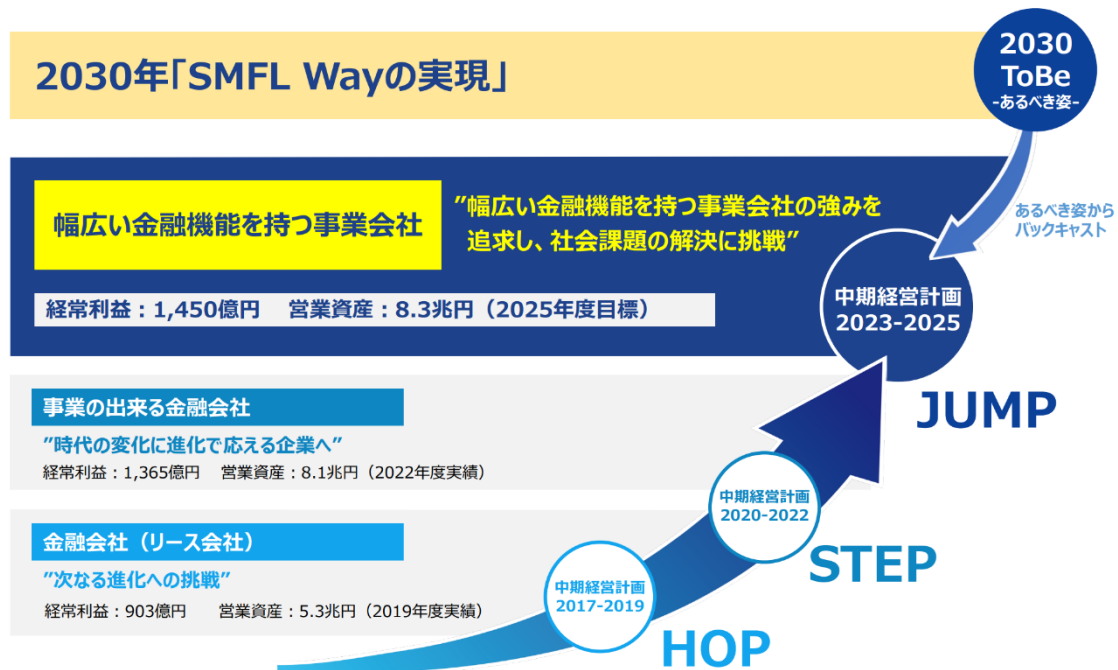 2030年「SMFL Wayの実現」
2030
ToBe
-あるべき姿-
幅広い金融機能を持つ事業会社
”幅広い金融機能を持つ事業会社の強みを
追求し、社会課題の解決に挑戦”
あるべき姿から
バックキャスト
経常利益：1,450億円　営業資産：8.3兆円（2025年度目標）
中期経営計画
2023-2025
JUMP
事業の出来る金融会社
”時代の変化に進化で応える企業へ”
経常利益：1,365億円　営業資産：8.1兆円（2022年度実績）
中期経営計画
2020-2022
STEP
金融会社（リース会社）
”次なる進化への挑戦”
経常利益：903億円　営業資産：5.3兆円（2019年度実績）
中期経営計画
2017-2019
HOP